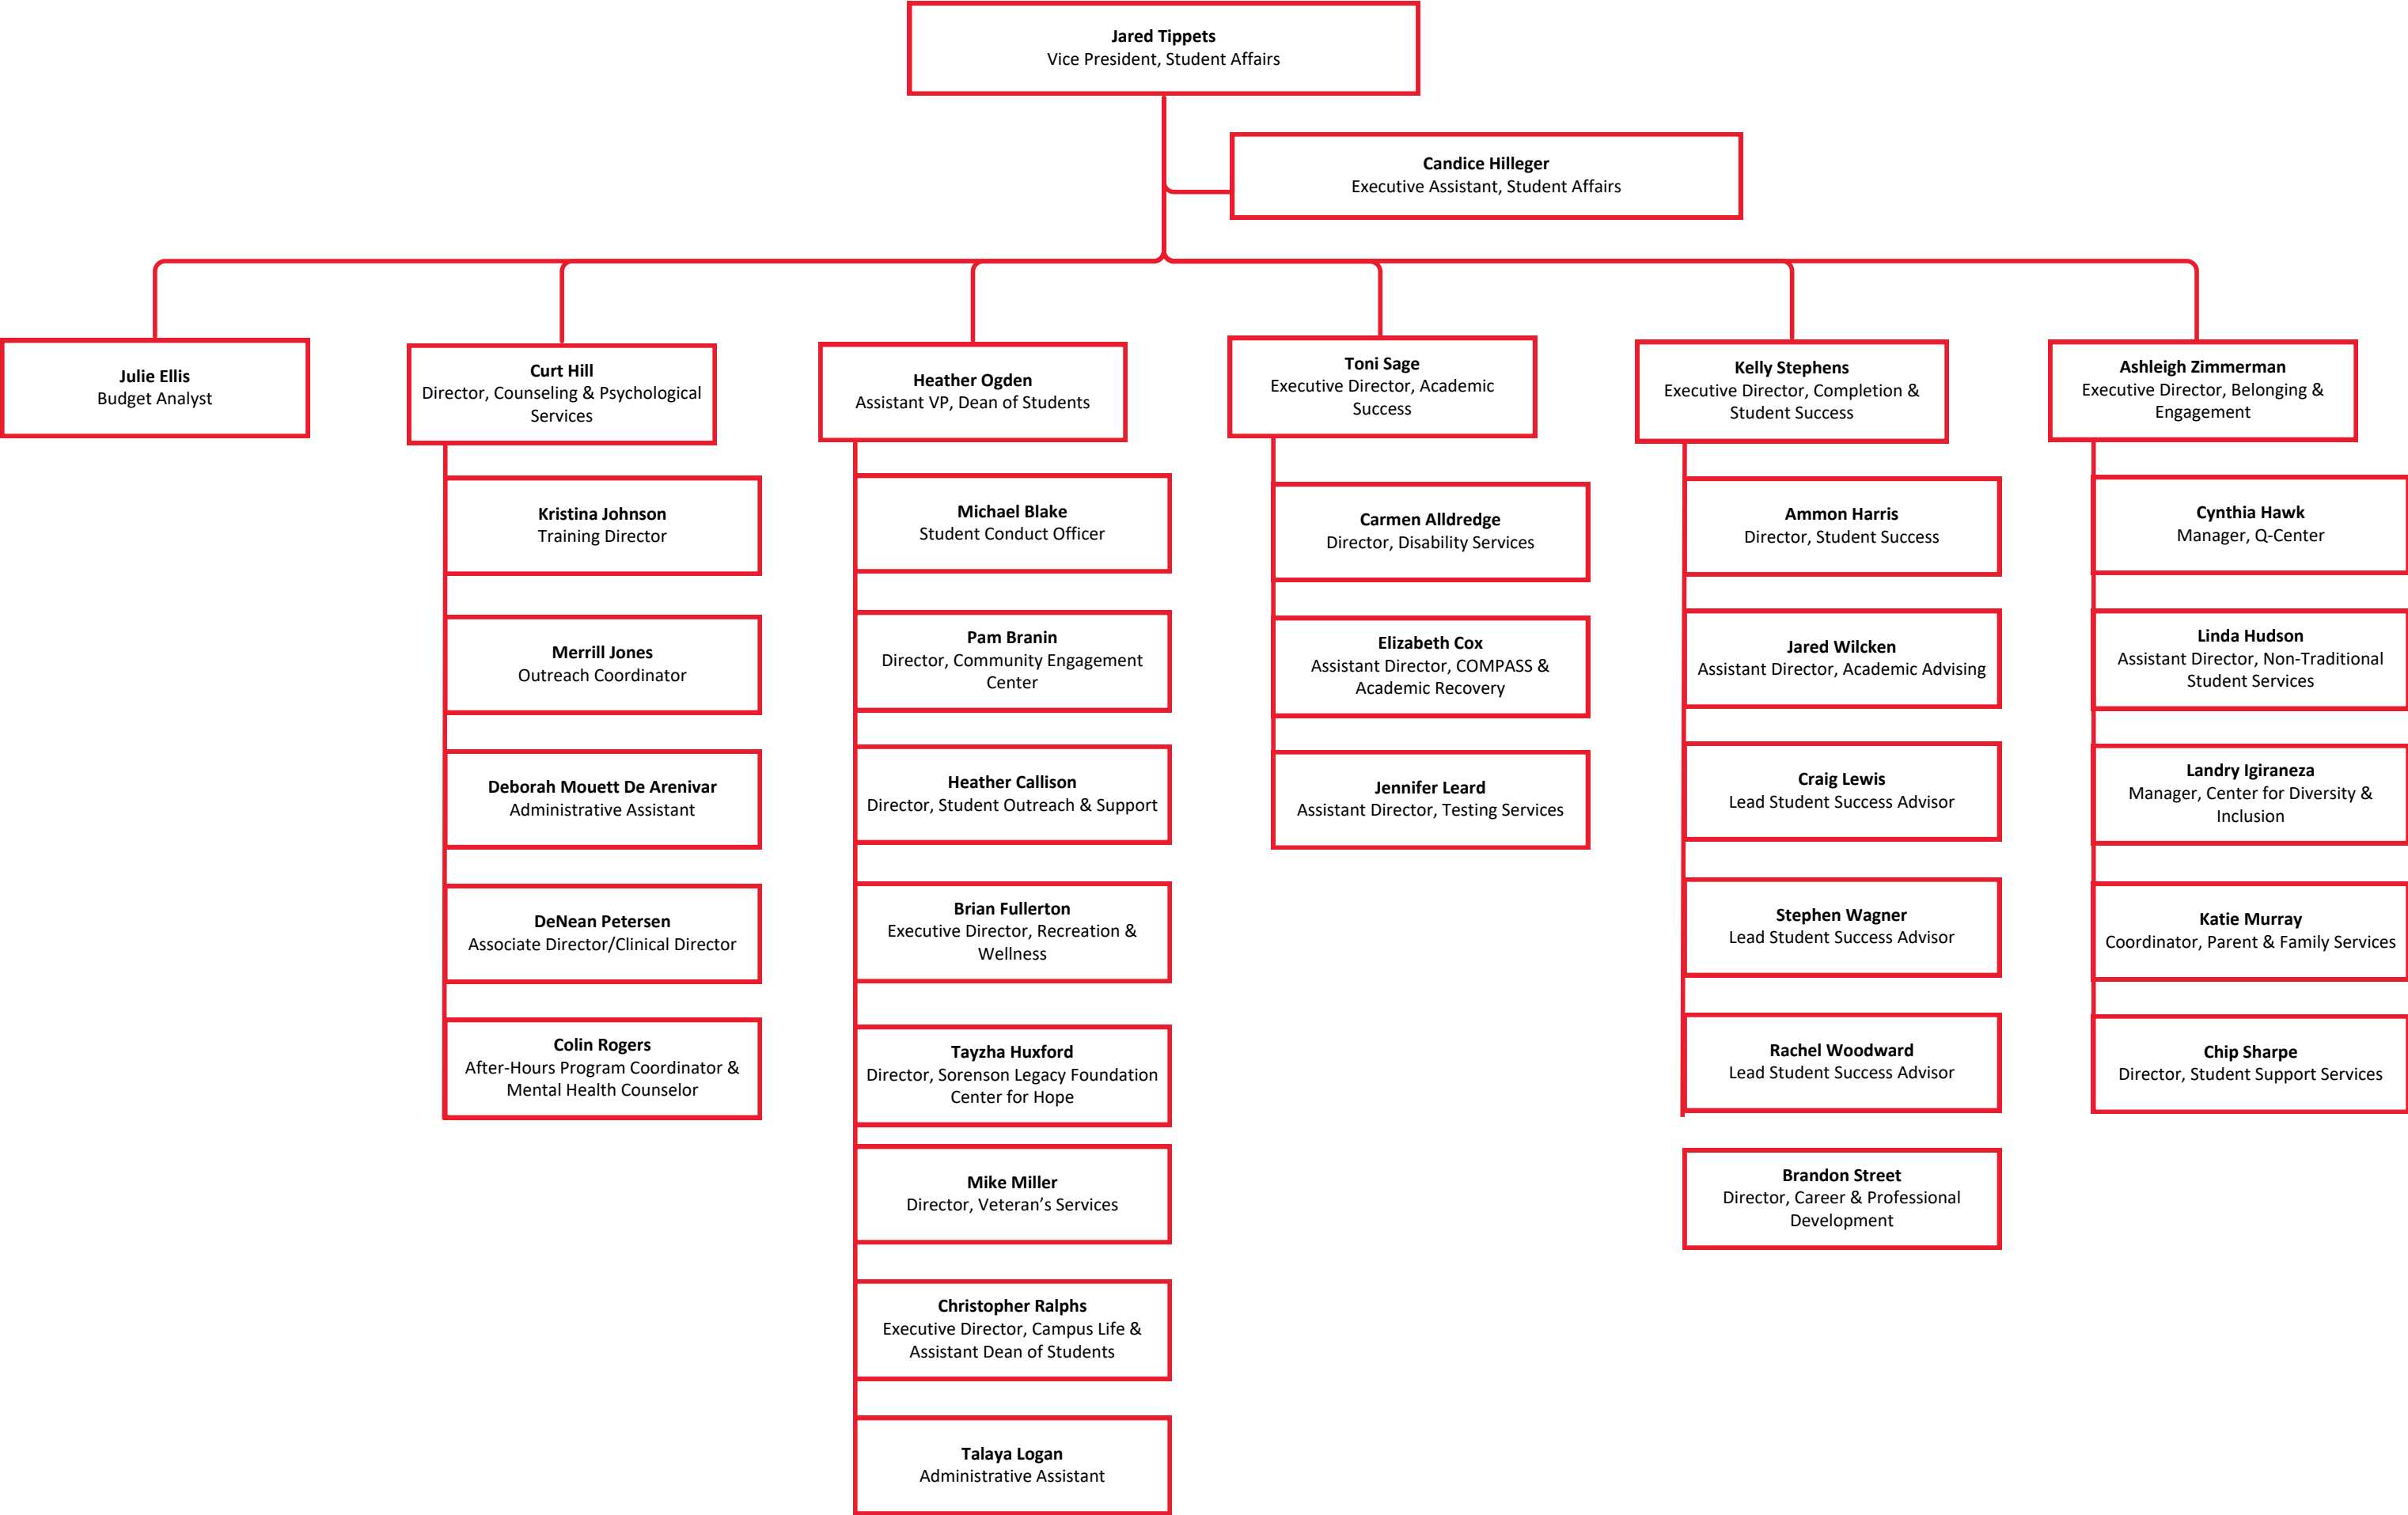 Jared Tippets
Vice President, Student Affairs
Candice Hilleger
Executive Assistant, Student Affairs
Julie Ellis
Budget Analyst
Curt Hill
Director, Counseling & Psychological
Services
Kristina Johnson
Training Director
Merrill Jones
Outreach Coordinator
Deborah Mouett De Arenivar
Administrative Assistant
DeNean Petersen
Associate Director/Clinical Director
Colin Rogers
After-Hours Program Coordinator &
Mental Health Counselor
Heather Ogden
Assistant VP, Dean of Students
Michael Blake
Student Conduct Officer
Pam Branin
Director, Community Engagement
Center
Heather Callison
Director, Student Outreach & Support
Brian Fullerton
Executive Director, Recreation &
Wellness
Tayzha Huxford
Director, Sorenson Legacy Foundation
Center for Hope
Mike Miller
Director, Veteran’s Services
Christopher Ralphs
Executive Director, Campus Life &
Assistant Dean of Students
Talaya Logan
Administrative Assistant
Toni Sage
Executive Director, Academic
Success
Carmen Alldredge
Director, Disability Services
Elizabeth Cox
Assistant Director, COMPASS &
Academic Recovery
Jennifer Leard
Assistant Director, Testing Services
Kelly Stephens
Executive Director, Completion &
Student Success
Ammon Harris
Director, Student Success
Jared Wilcken
Assistant Director, Academic Advising
Craig Lewis
Lead Student Success Advisor
Stephen Wagner
Lead Student Success Advisor
Rachel Woodward
Lead Student Success Advisor
Brandon Street
Director, Career & Professional
Development
Ashleigh Zimmerman
Executive Director, Belonging &
Engagement
Cynthia Hawk
Manager, Q-Center
Linda Hudson
Assistant Director, Non-Traditional
Student Services
Landry Igiraneza
Manager, Center for Diversity &
Inclusion
Katie Murray
Coordinator, Parent & Family Services
Chip Sharpe
Director, Student Support Services